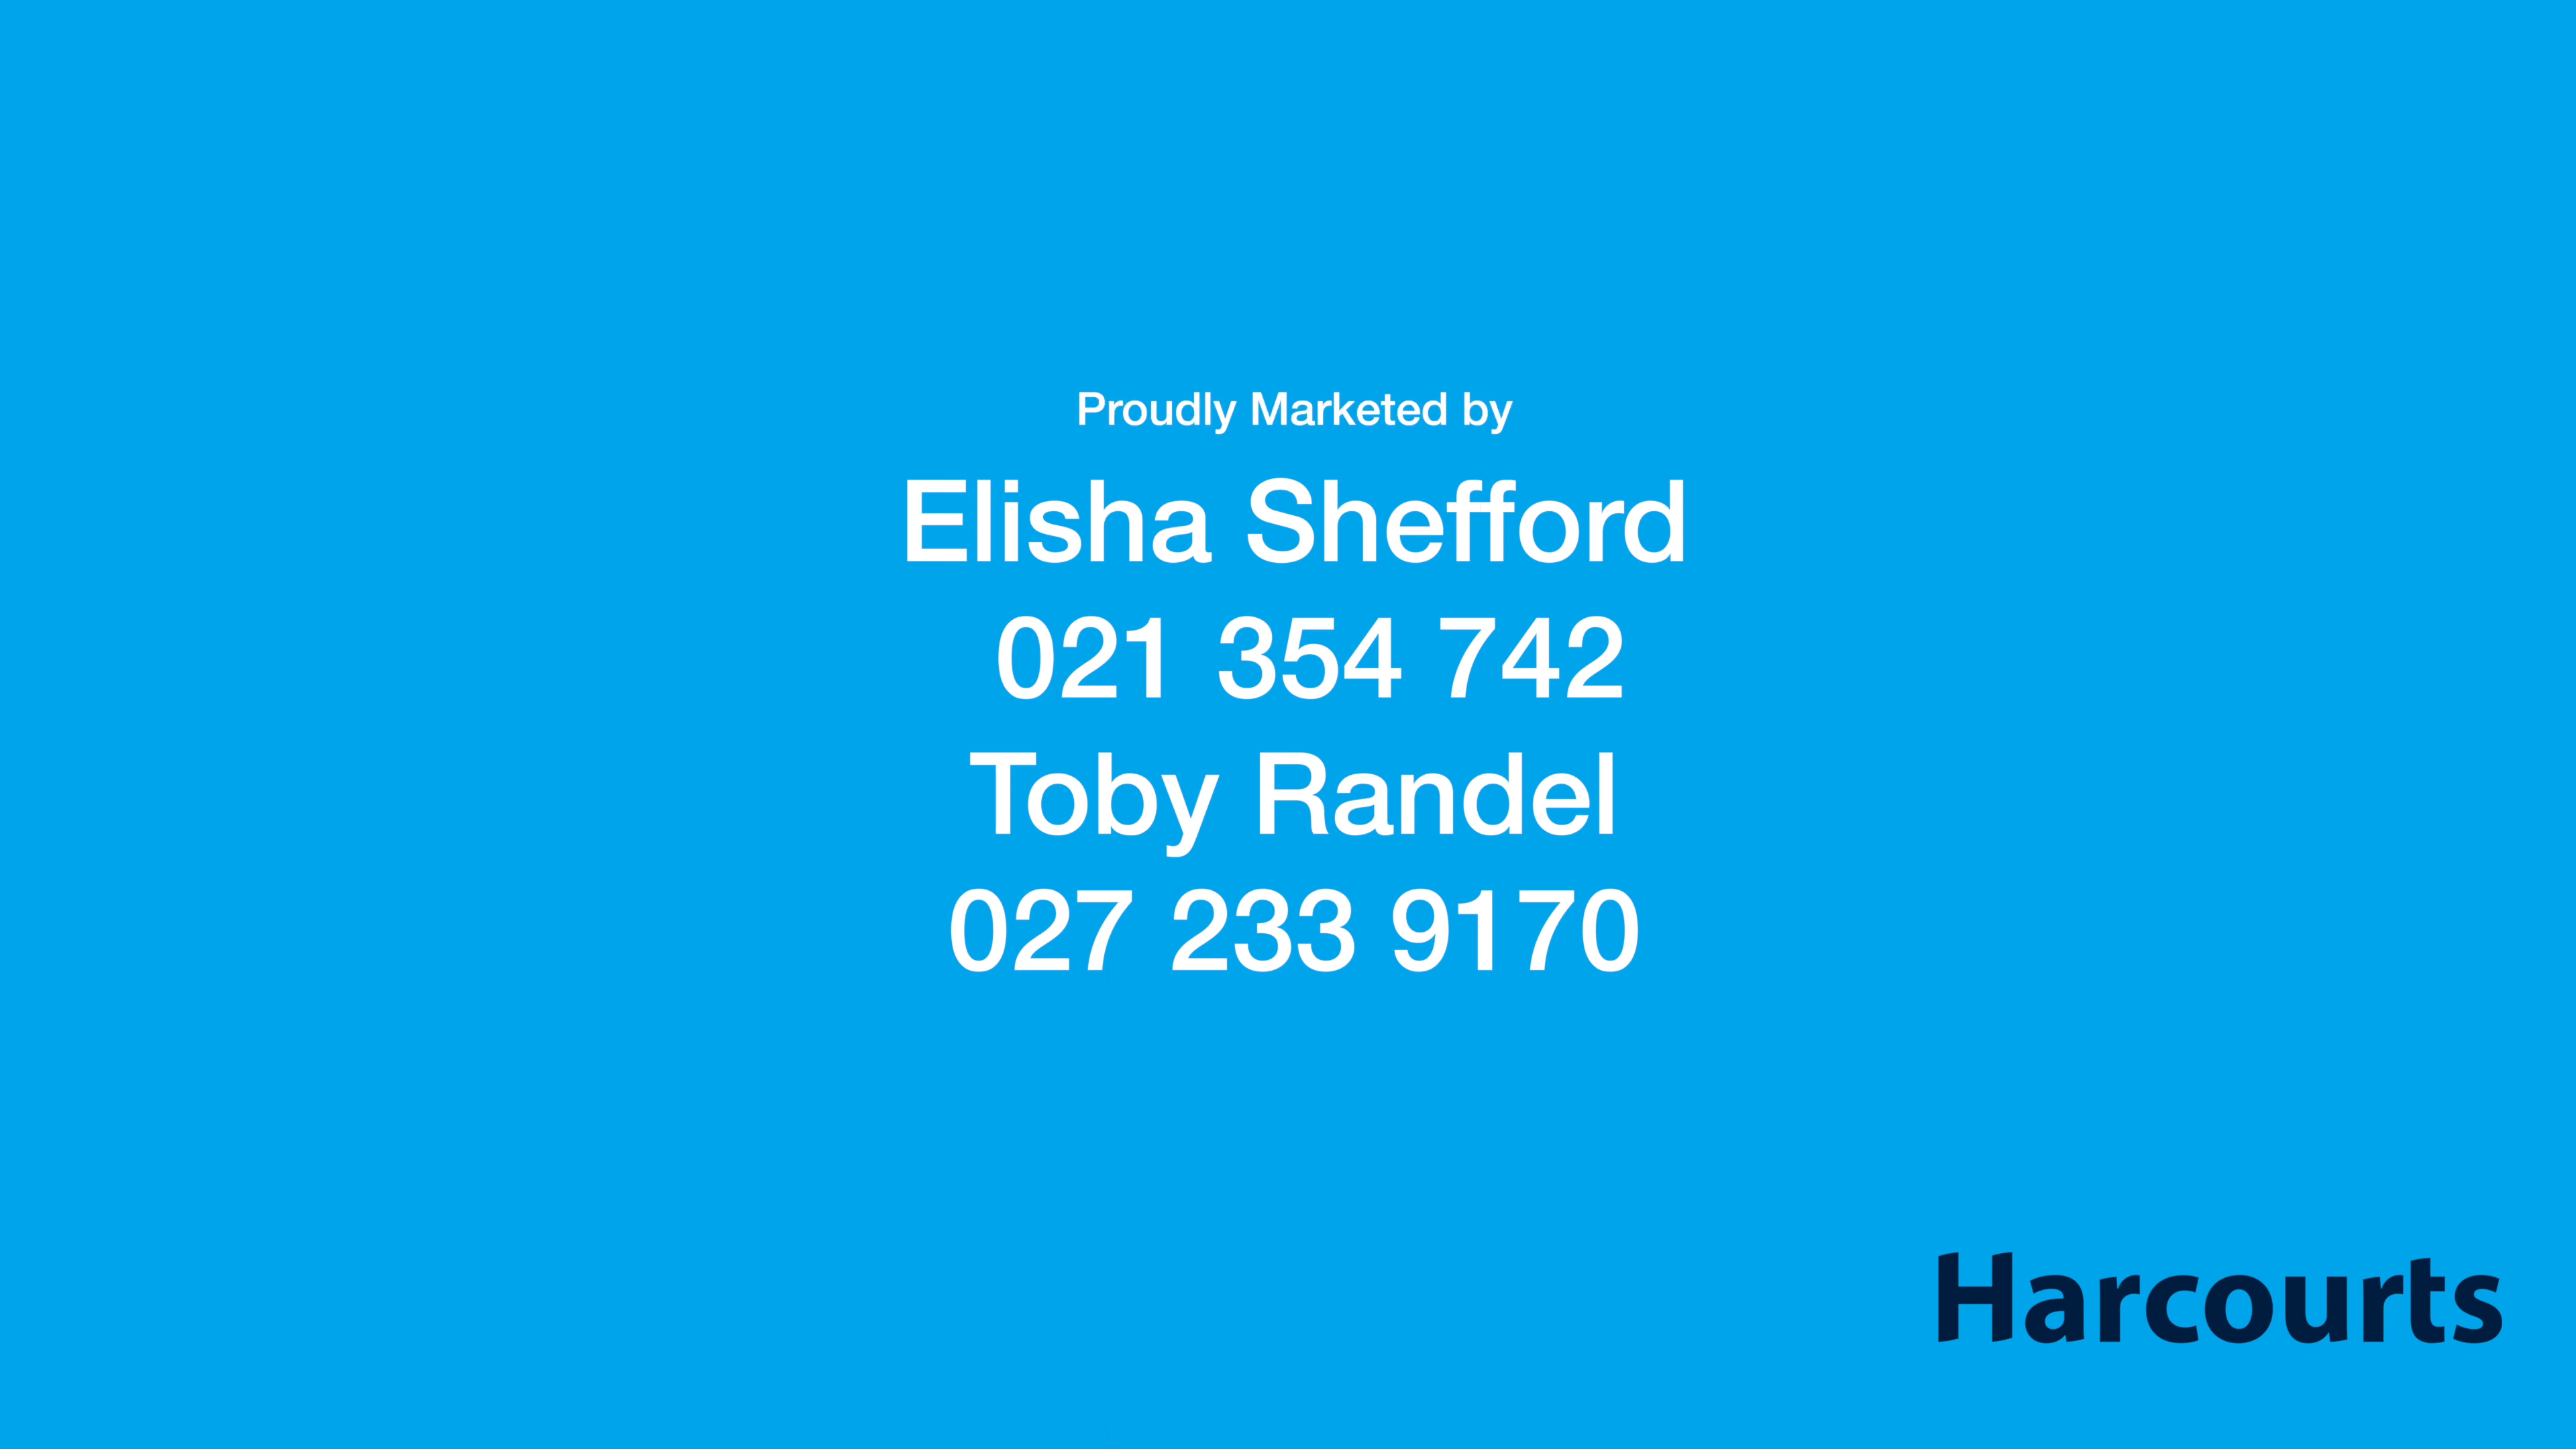 Proudly Marketed by
Elisha Shefford
021 354 742
Toby Randel
027 233 9170
Harcourts